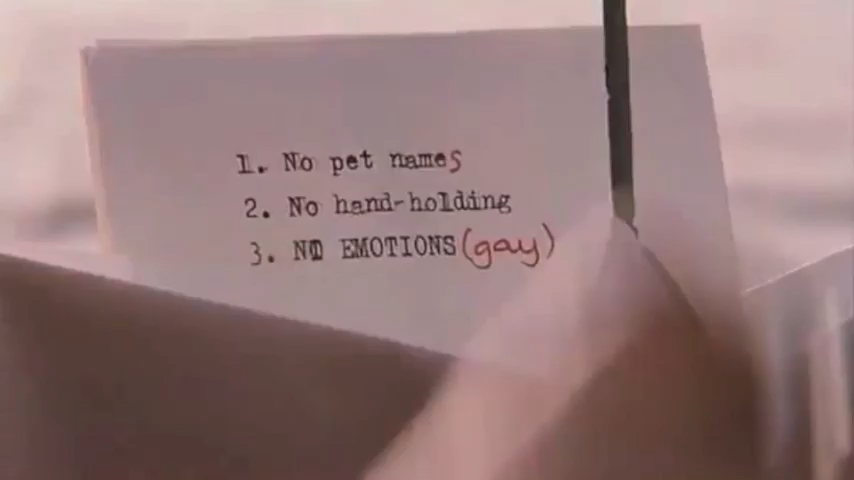 1. No pet names
2. No hand-holding
3. NO EMOTIONS (gay)